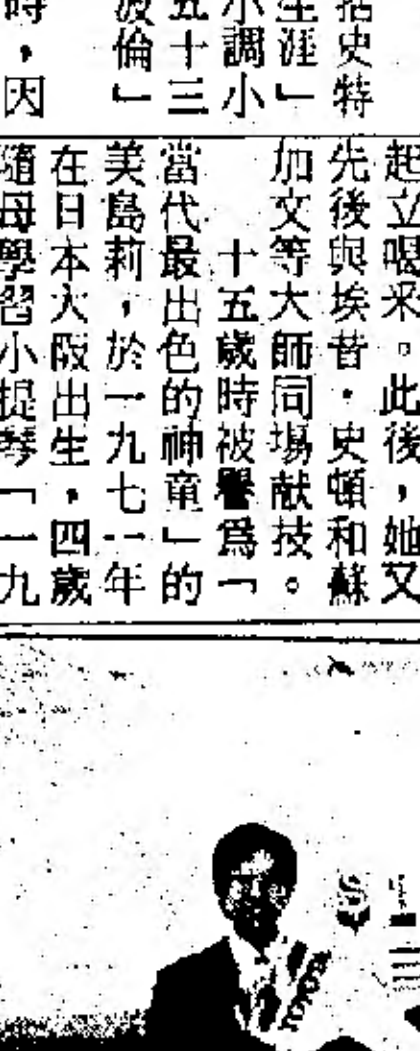 括史特
生涯」
小調小
五十三
波倫」
時，因
起立喝釆。此後，她又
先後與埃昔·史頓和蘇
加文等大師同場献技。
十五歲時被譽爲「
當代最出色的神童」的
美島莉，於一九七一年
在日本大阪出生，四歲
隨母學習小提琴「一九